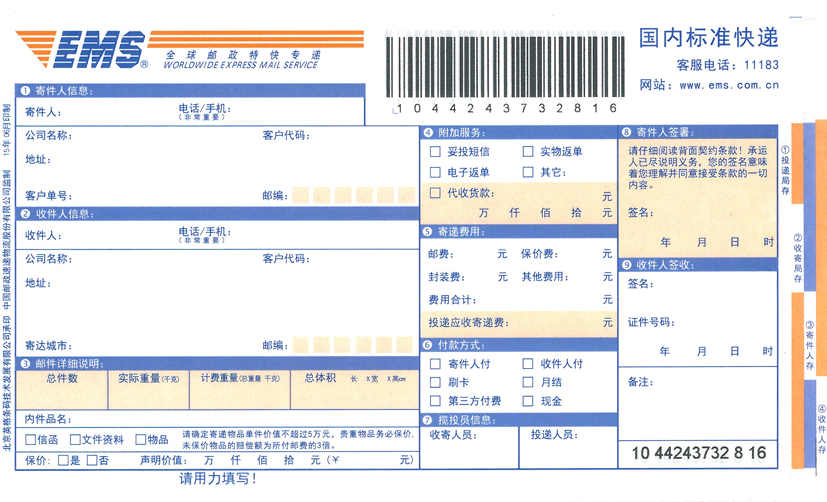 EMS®
全球邮政特快专递
WORLDWIDE EXPRESS MAIL SERVICE
1044243732816
国内标准快递
客服电话：11183
网站：www.ems.com.cn
❶ 寄件人信息：
寄件人：
电话/手机：
（非常重要）
公司名称：
客户代码：
地址：
客户单号：
邮编：
❷ 收件人信息：
收件人：
电话/手机：
（非常重要）
公司名称：
客户代码：
地址：
寄达城市：
邮编：
❸ 邮件详细说明：
总件数
实际重量（千克）
计费重量（总重量 千克）
总体积 长 X宽 X高cm
内件品名：
□信函 □文件资料 □物品
请确定寄递物品单件价值不超过5万元，贵重物品务必保价，
未保价物品的赔偿额为所付邮费的3倍。
保价：□是 □否 声明价值： 万 仟 佰 拾 元（￥ 元）
请用力填写！
❹ 附加服务：
□ 妥投短信 □ 实物返单
□ 电子返单 □ 其它：
□ 代收货款： 元
万 仟 佰 拾 元
❺ 寄递费用：
邮费： 元 保价费： 元
封装费： 元 其他费用： 元
费用合计： 元
投递应收寄递费： 元
❻ 付款方式：
□ 寄件人付 □ 收件人付
□ 刷卡 □ 月结
□ 第三方付费 □ 现金
❼ 揽投员信息：
收寄人员：
投递人员：
❽ 寄件人签署：
请仔细阅读背面契约条款！承运
人已尽说明义务，您的签名意味
着您理解并同意接受条款的一切
内容。
签名：
年 月 日 时
❾ 收件人签收：
签名：
证件号码：
年 月 日 时
备注：
10 44243732 8 16
①投递局存
②收寄局存
③寄件人存
④收件人存
北京英格条码技术发展有限公司承印 中国邮政速递物流股份有限公司监制 15年06月印制